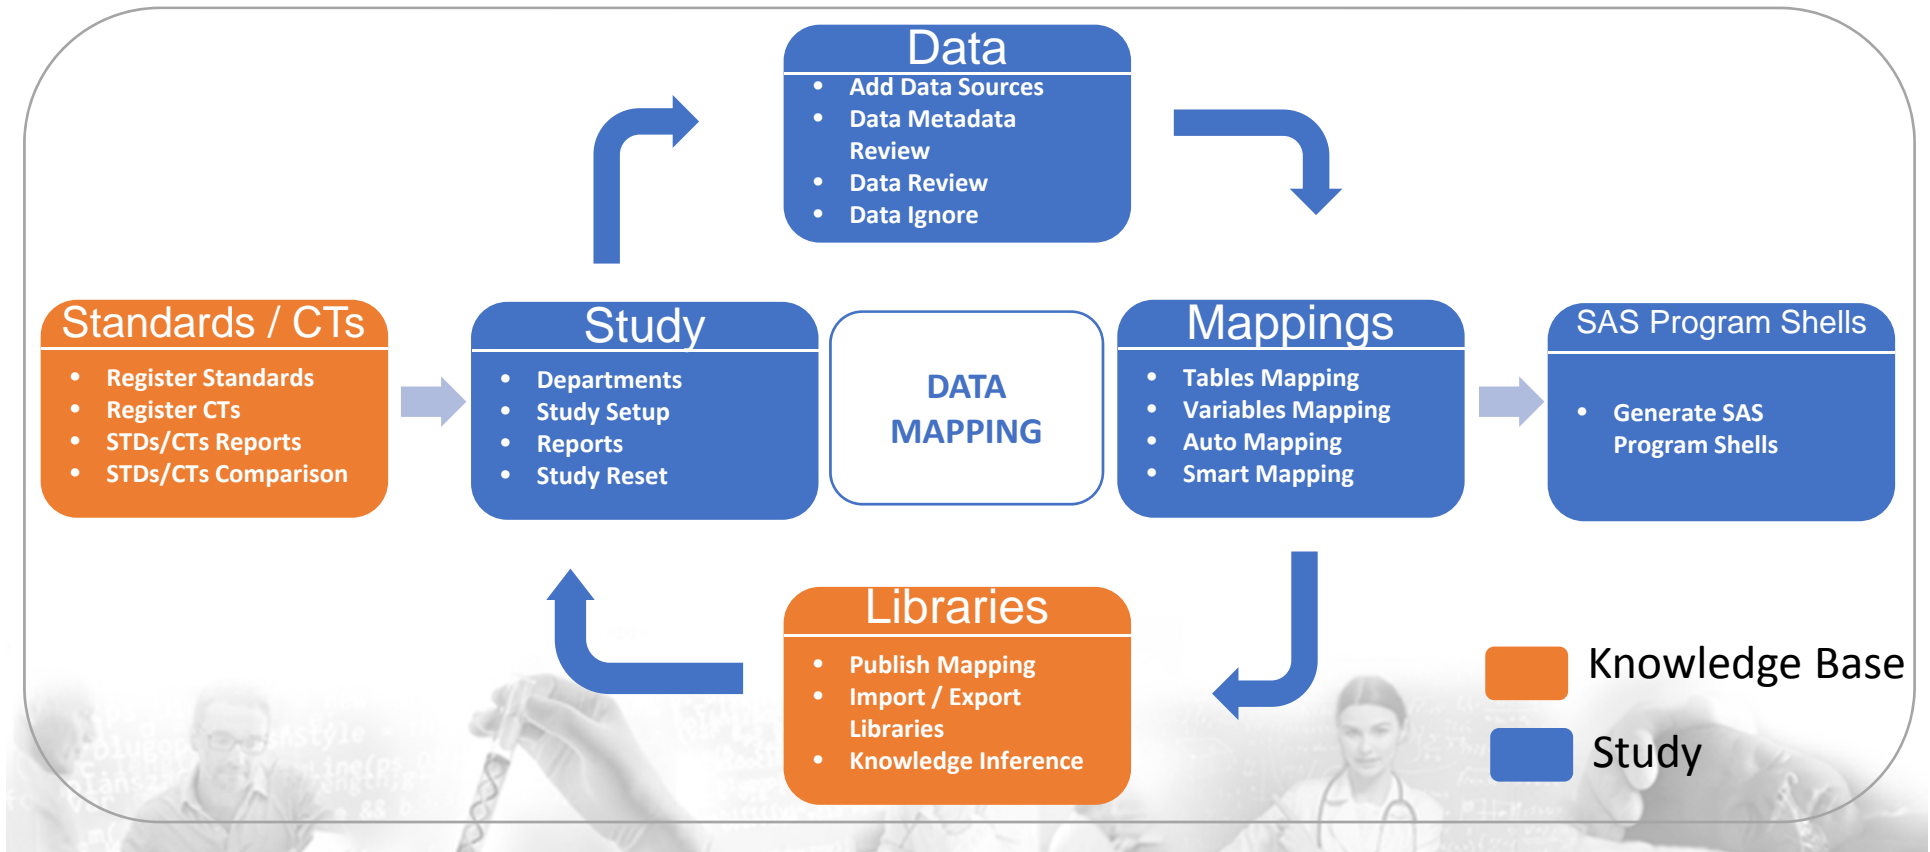 Data
• Add Data Sources
• Data Metadata
Review
• Data Review
• Data Ignore
Standards / CTs
• Register Standards
• Register CTs
• STDs/CTs Reports
• STDs/CTs Comparison
Study
• Departments
• Study Setup
• Reports
• Study Reset
DATA
MAPPING
Mappings
• Tables Mapping
• Variables Mapping
• Auto Mapping
• Smart Mapping
SAS Program Shells
• Generate SAS
Program Shells
Libraries
• Publish Mapping
• Import / Export
Libraries
• Knowledge Inference
Knowledge Base
Study